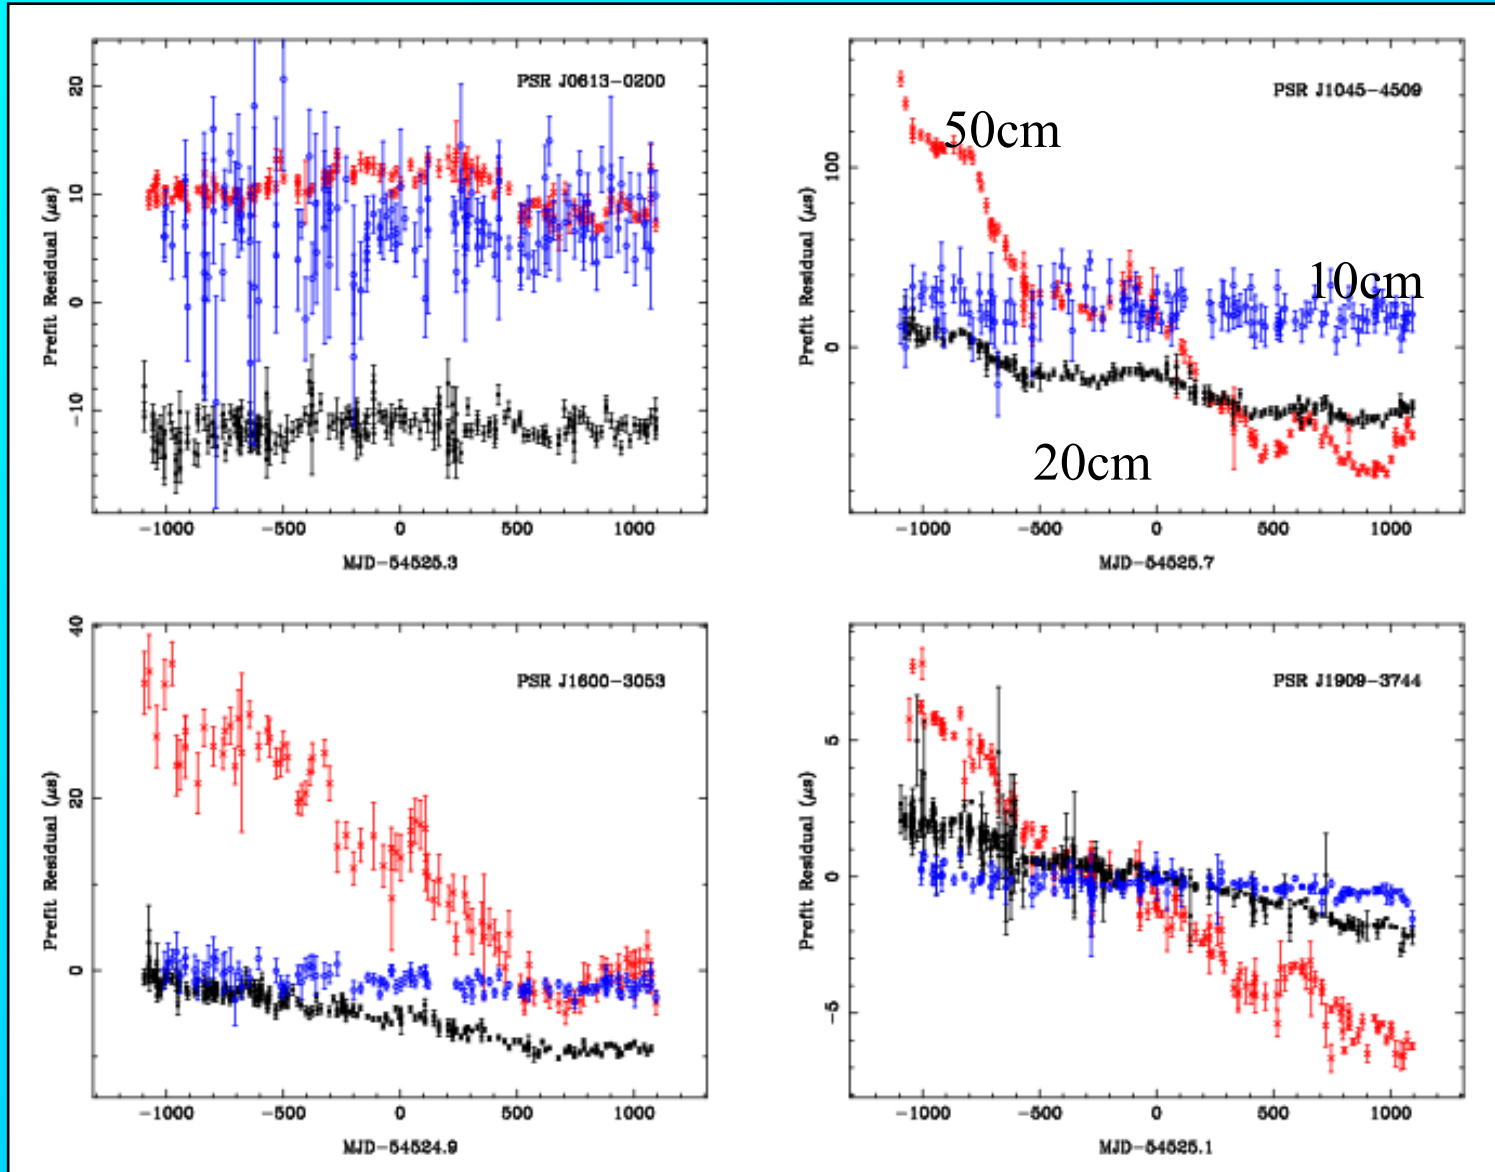 PSR J0613-0200
20
10
0
-10
Prefit Residual (μs)
-1000 -500 0 500 1000
MJD-54525.3
PSR J1045-4509
50cm
10cm
20cm
100
0
Prefit Residual (μs)
-1000 -500 0 500 1000
MJD-54525.7
PSR J1600-3053
40
20
0
Prefit Residual (μs)
-1000 -500 0 500 1000
MJD-54524.9
PSR J1909-3744
5
0
-5
Prefit Residual (μs)
-1000 -500 0 500 1000
MJD-54525.1